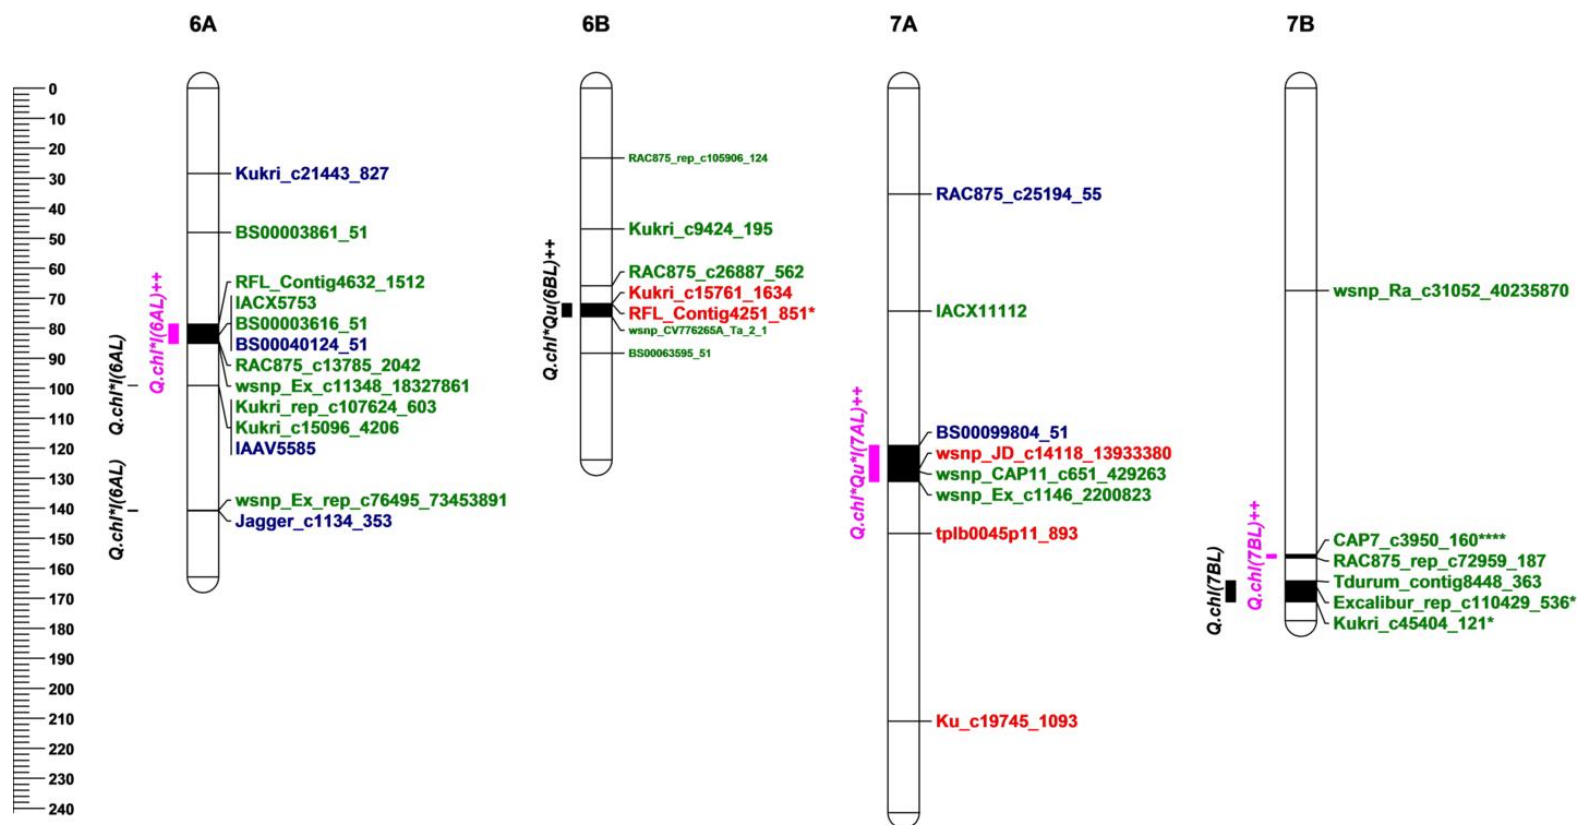 6A
6B
7A
7B
0
10
20
30
40
50
60
70
80
90
100
110
120
130
140
150
160
170
180
190
200
210
220
230
240
Q.chl*I(6AL)
Q.chl*I(6AL)
Q.chl*I(6AL)++
Kukri_c21443_827
BS00003861_51
RFL_Contig4632_1512
IACX5753
BS00003616_51
BS00040124_51
RAC875_c13785_2042
wsnp_Ex_c11348_18327861
Kukri_rep_c107624_603
Kukri_c15096_4206
IAAV5585
wsnp_Ex_rep_c76495_73453891
Jagger_c1134_353
Q.chl*Qu(6BL)++
RAC875_rep_c105906_124
Kukri_c9424_195
RAC875_c26887_562
Kukri_c15761_1634
RFL_Contig4251_851*
wsnp_CV776265A_Ta_2_1
BS00063595_51
Q.chl*Qu*I(7AL)++
RAC875_c25194_55
IACX11112
BS00099804_51
wsnp_JD_c14118_13933380
wsnp_CAP11_c651_429263
wsnp_Ex_c1146_2200823
tplb0045p11_893
Ku_c19745_1093
Q.chl(7BL)
Q.chl(7BL)++
wsnp_Ra_c31052_40235870
CAP7_c3950_160****
RAC875_rep_c72959_187
Tdurum_contig8448_363
Excalibur_rep_c110429_536*
Kukri_c45404_121*